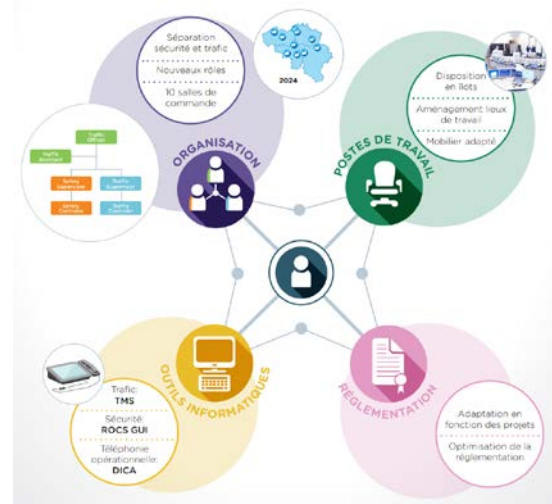 Séparation
sécurité et trafic
Nouveaux rôles
10 salles de
commande
2024
Traffic
Officer
Traffic
Assistant
Safety
Supervisor
Traffic
Supervisor
Safety
Controller
Traffic
Controller
ORGANISATION
Disposition
en îlots
Aménagement lieux
de travail
Mobilier adapté
POSTES DE TRAVAIL
OUTILS INFORMATIQUES
Trafic:
TMS
Sécurité:
ROCS GUI
Téléphonie
opérationnelle:
DICA
RÉGLEMENTATION
Adaptation en
fonction des projets
Optimisation de la
réglementation